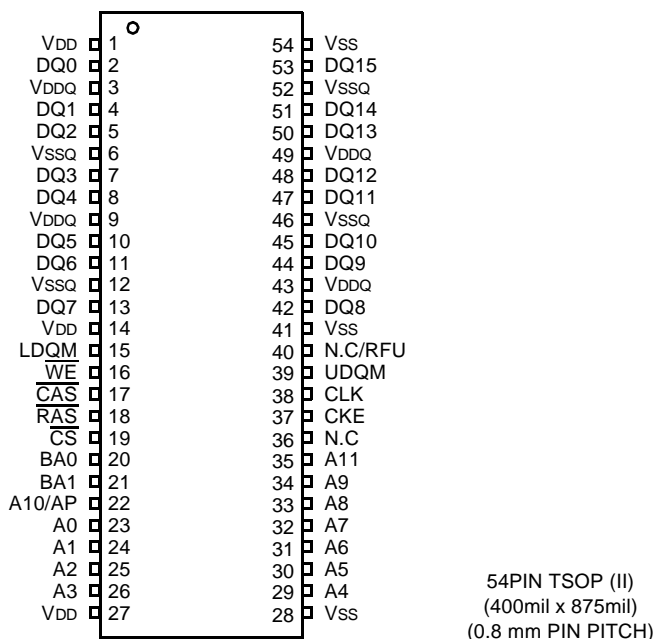 VDD 1 54 VSS
DQ0 2 53 DQ15
VDDQ 3 52 VSSQ
DQ1 4 51 DQ14
DQ2 5 50 DQ13
VSSQ 6 49 VDDQ
DQ3 7 48 DQ12
DQ4 8 47 DQ11
VDDQ 9 46 VSSQ
DQ5 10 45 DQ10
DQ6 11 44 DQ9
VSSQ 12 43 VDDQ
DQ7 13 42 DQ8
VDD 14 41 VSS
LDQM 15 40 N.C/RFU
WE 16 39 UDQM
CAS 17 38 CLK
RAS 18 37 CKE
CS 19 36 N.C
BA0 20 35 A11
BA1 21 34 A9
A10/AP 22 33 A8
A0 23 32 A7
A1 24 31 A6
A2 25 30 A5
A3 26 29 A4
VDD 27 28 VSS
54PIN TSOP (II)
(400mil x 875mil)
(0.8 mm PIN PITCH)